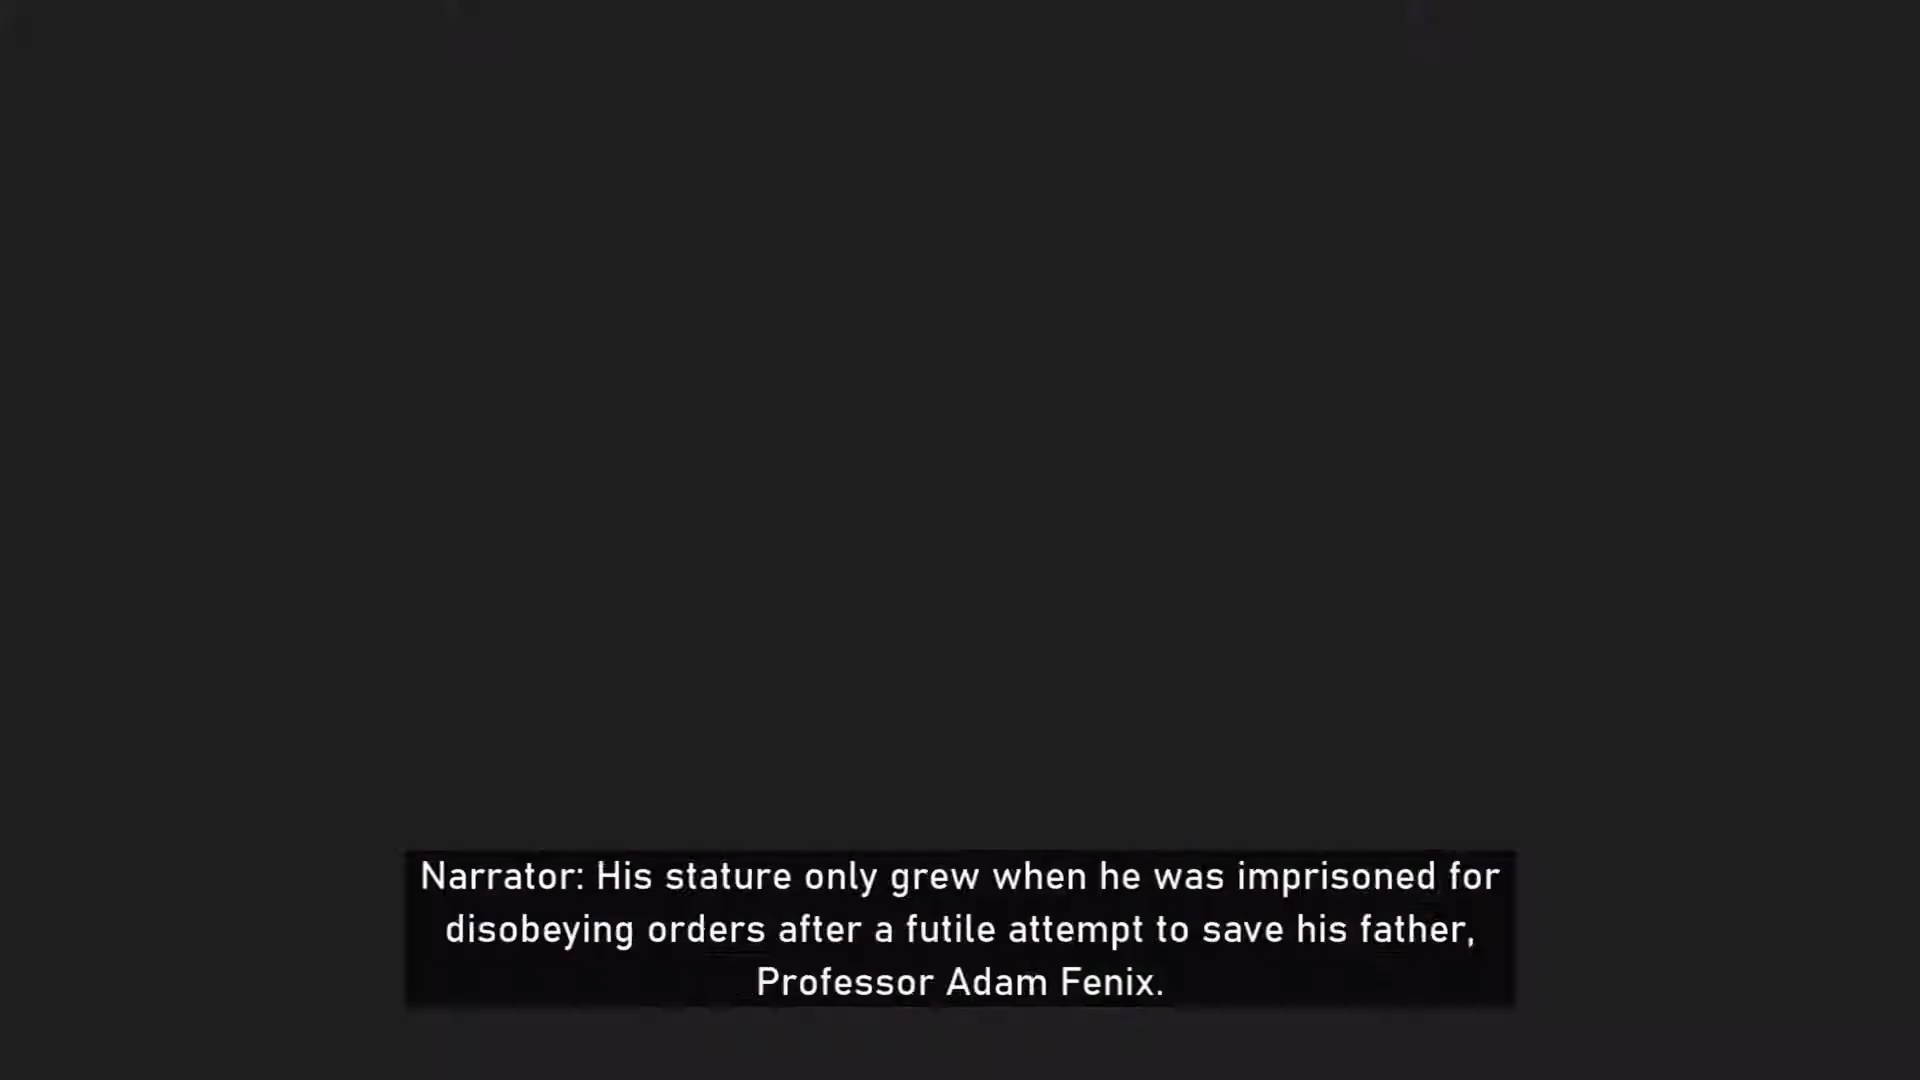 Narrator: His stature only grew when he was imprisoned for
disobeying orders after a futile attempt to save his father,
Professor Adam Fenix.